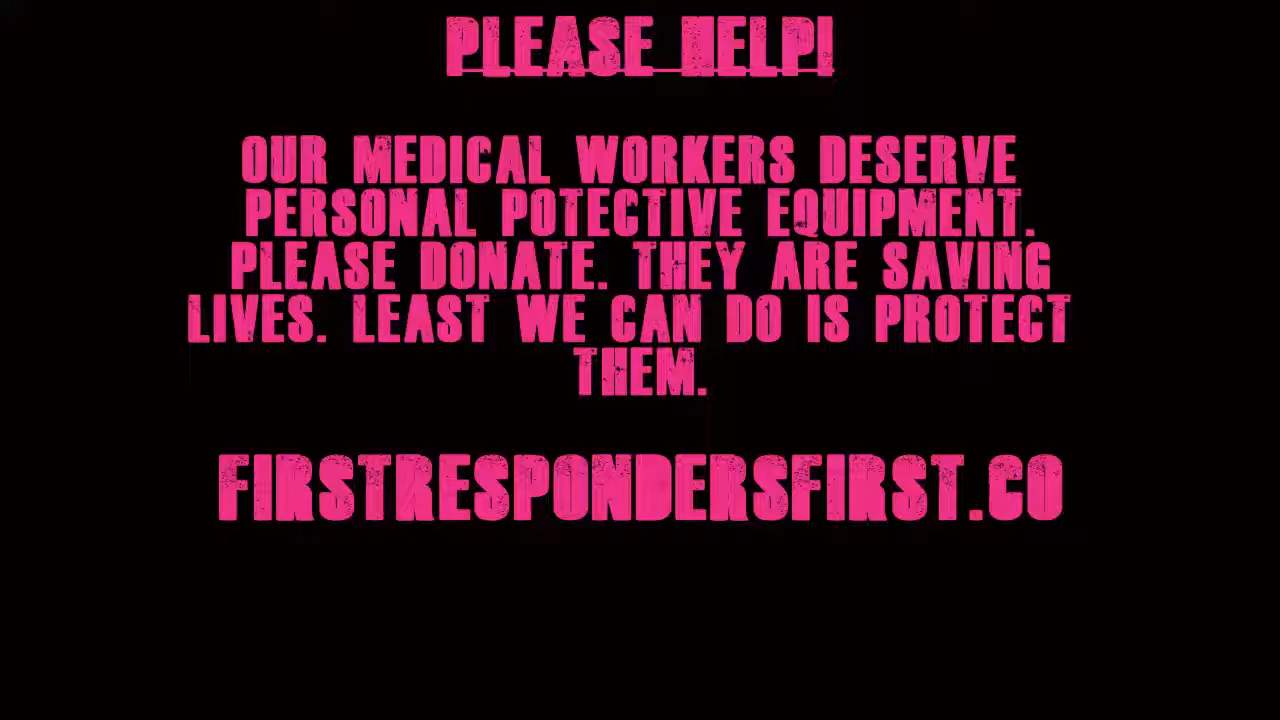 PLEASE HELP!
OUR MEDICAL WORKERS DESERVE
PERSONAL POTECTIVE EQUIPMENT.
PLEASE DONATE. THEY ARE SAVING
LIVES. LEAST WE CAN DO IS PROTECT
THEM.
FIRSTRESPONDERSFIRST.CO